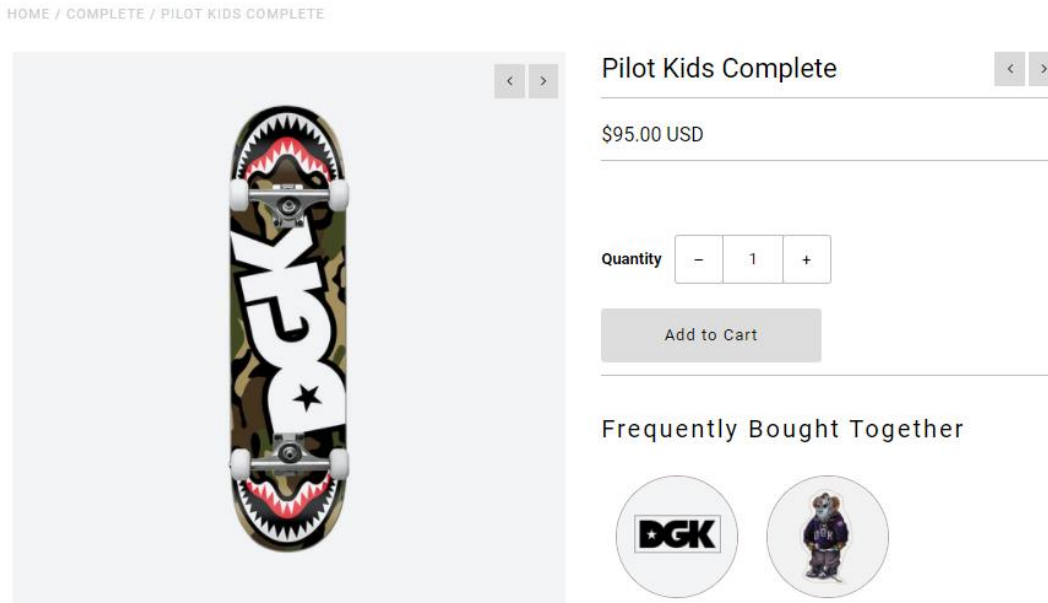 HOME / COMPLETE / PILOT KIDS COMPLETE
Pilot Kids Complete
$95.00 USD
DGK
Quantity - 1 +
Add to Cart
Frequently Bought Together
DGK
DGK